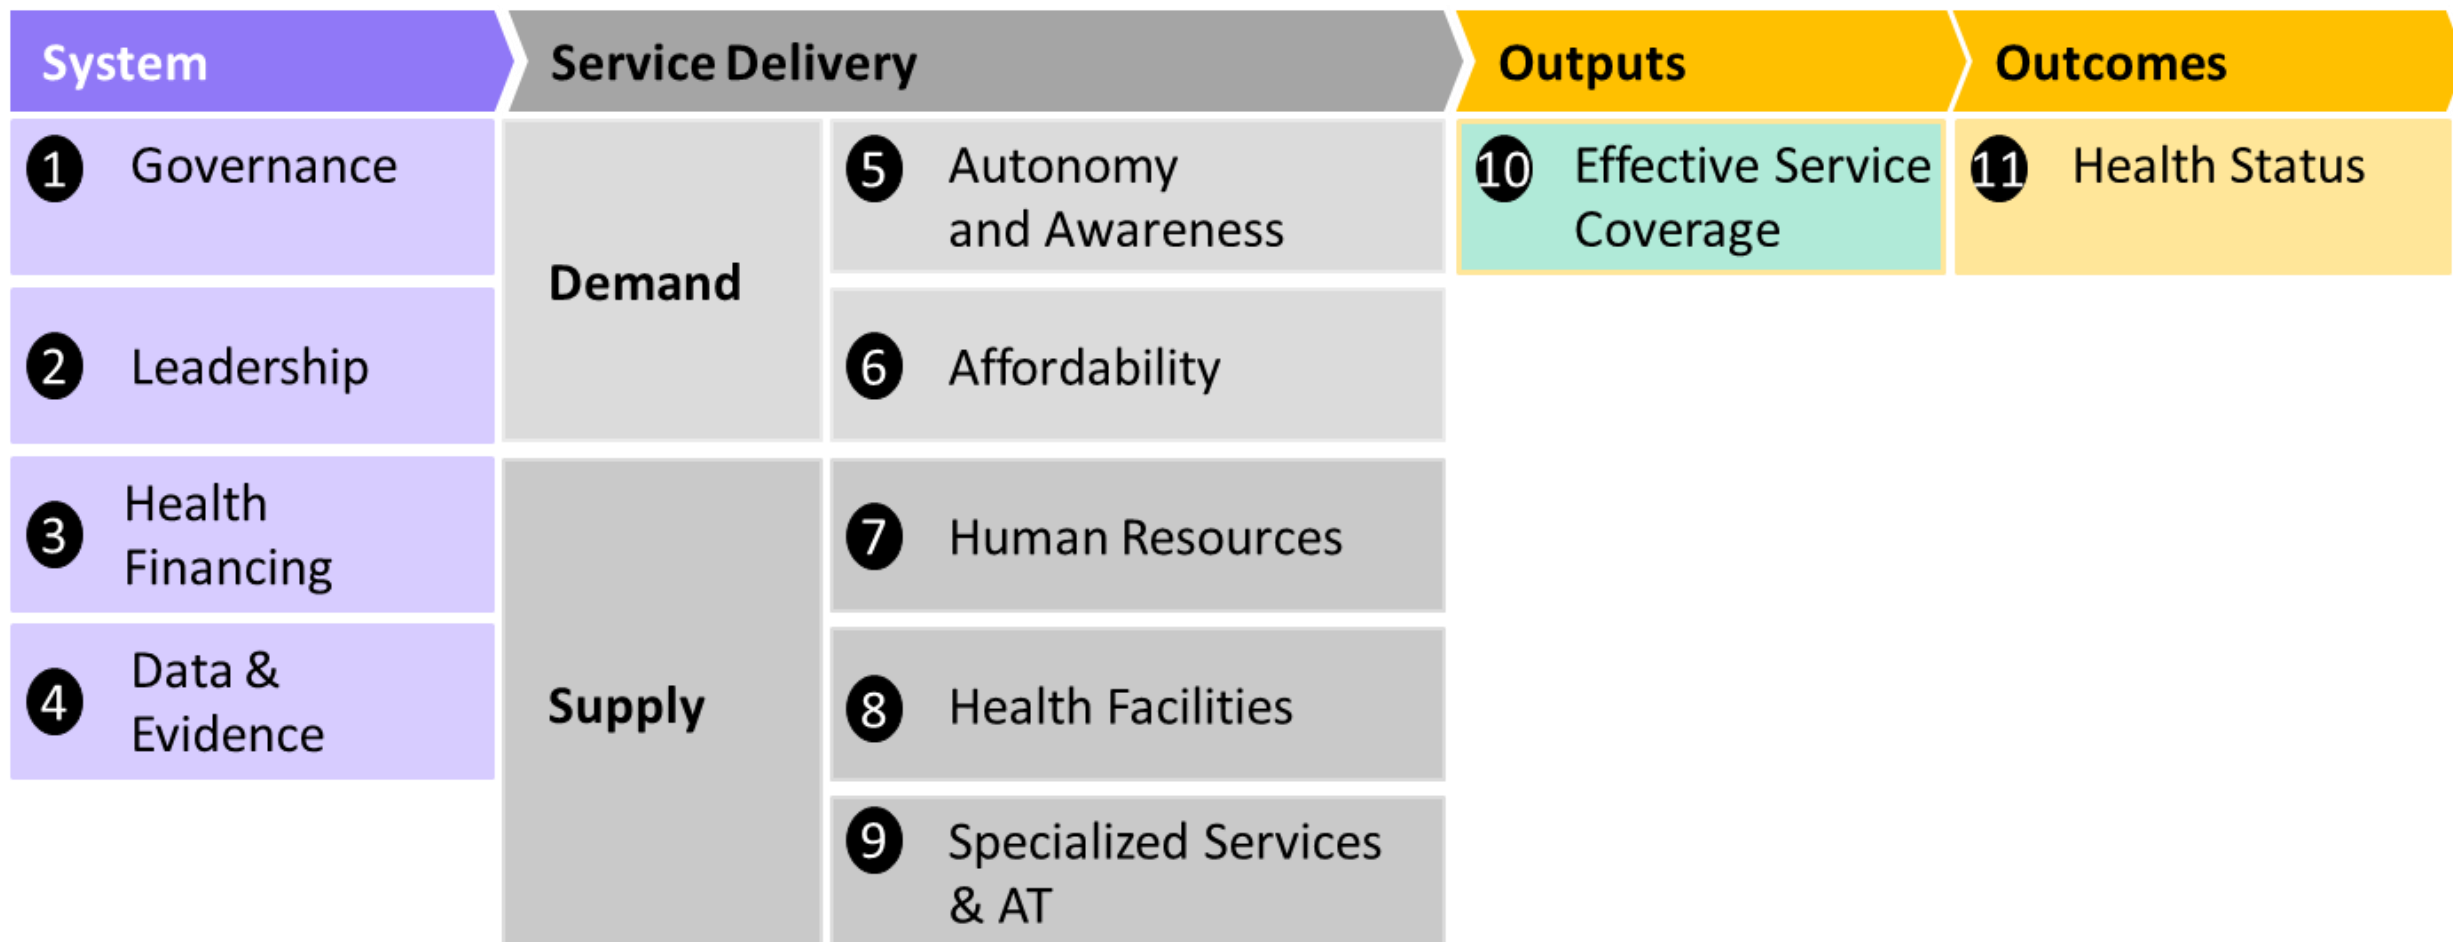 System
Service Delivery
Outputs
Outcomes
1 Governance
2 Leadership
3 Health
Financing
4 Data &
Evidence
Demand
5 Autonomy
and Awareness
6 Affordability
Supply
7 Human Resources
8 Health Facilities
9 Specialized Services
& AT
10 Effective Service
Coverage
11 Health Status